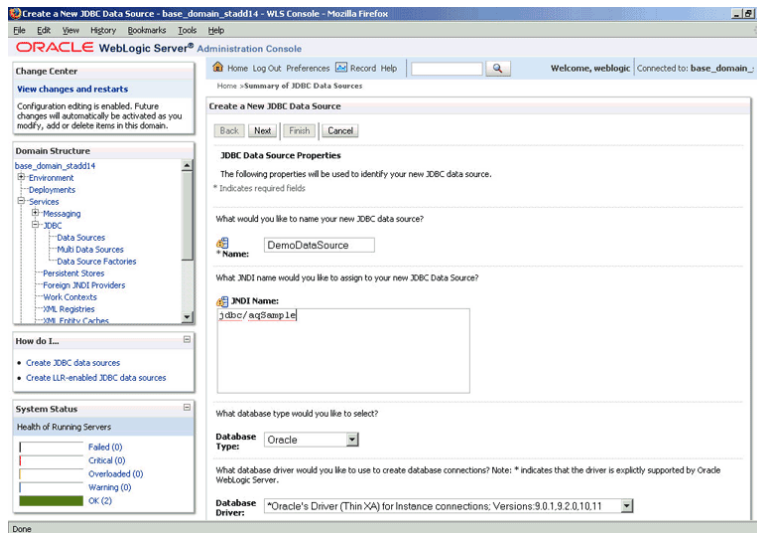 Create a New JDBC Data Source - base_domain_stadd14 - WLS Console - Mozilla Firefox
File Edit View History Bookmarks Tools Help
ORACLE WebLogic Server® Administration Console
Change Center
View changes and restarts
Configuration editing is enabled. Future
changes will automatically be activated as you
modify, add or delete items in this domain.
Domain Structure
base_domain_stadd14
Environment
Deployments
Services
Messaging
JDBC
Data Sources
Multi Data Sources
Data Source Factories
Persistent Stores
Foreign JNDI Providers
Work Contexts
XML Registries
XML Entity Caches
How do I...
Create JDBC data sources
Create LLR-enabled JDBC data sources
System Status
Health of Running Servers
Failed (0)
Critical (0)
Overloaded (0)
Warning (0)
OK (2)
Home Log Out Preferences Record Help
Welcome, weblogic Connected to: base_domain_
Home >Summary of JDBC Data Sources
Create a New JDBC Data Source
Back Next Finish Cancel
JDBC Data Source Properties
The following properties will be used to identify your new JDBC data source.
* Indicates required fields
What would you like to name your new JDBC data source?
* Name: DemoDataSource
What JNDI name would you like to assign to your new JDBC Data Source?
JNDI Name:
jdbc/aqSample
What database type would you like to select?
Database
Type: Oracle
What database driver would you like to use to create database connections? Note: * indicates that the driver is explictly supported by Oracle
WebLogic Server.
Database
Driver: *Oracle's Driver (Thin XA) for Instance connections; Versions:9.0.1,9.2.0,10,11
Done